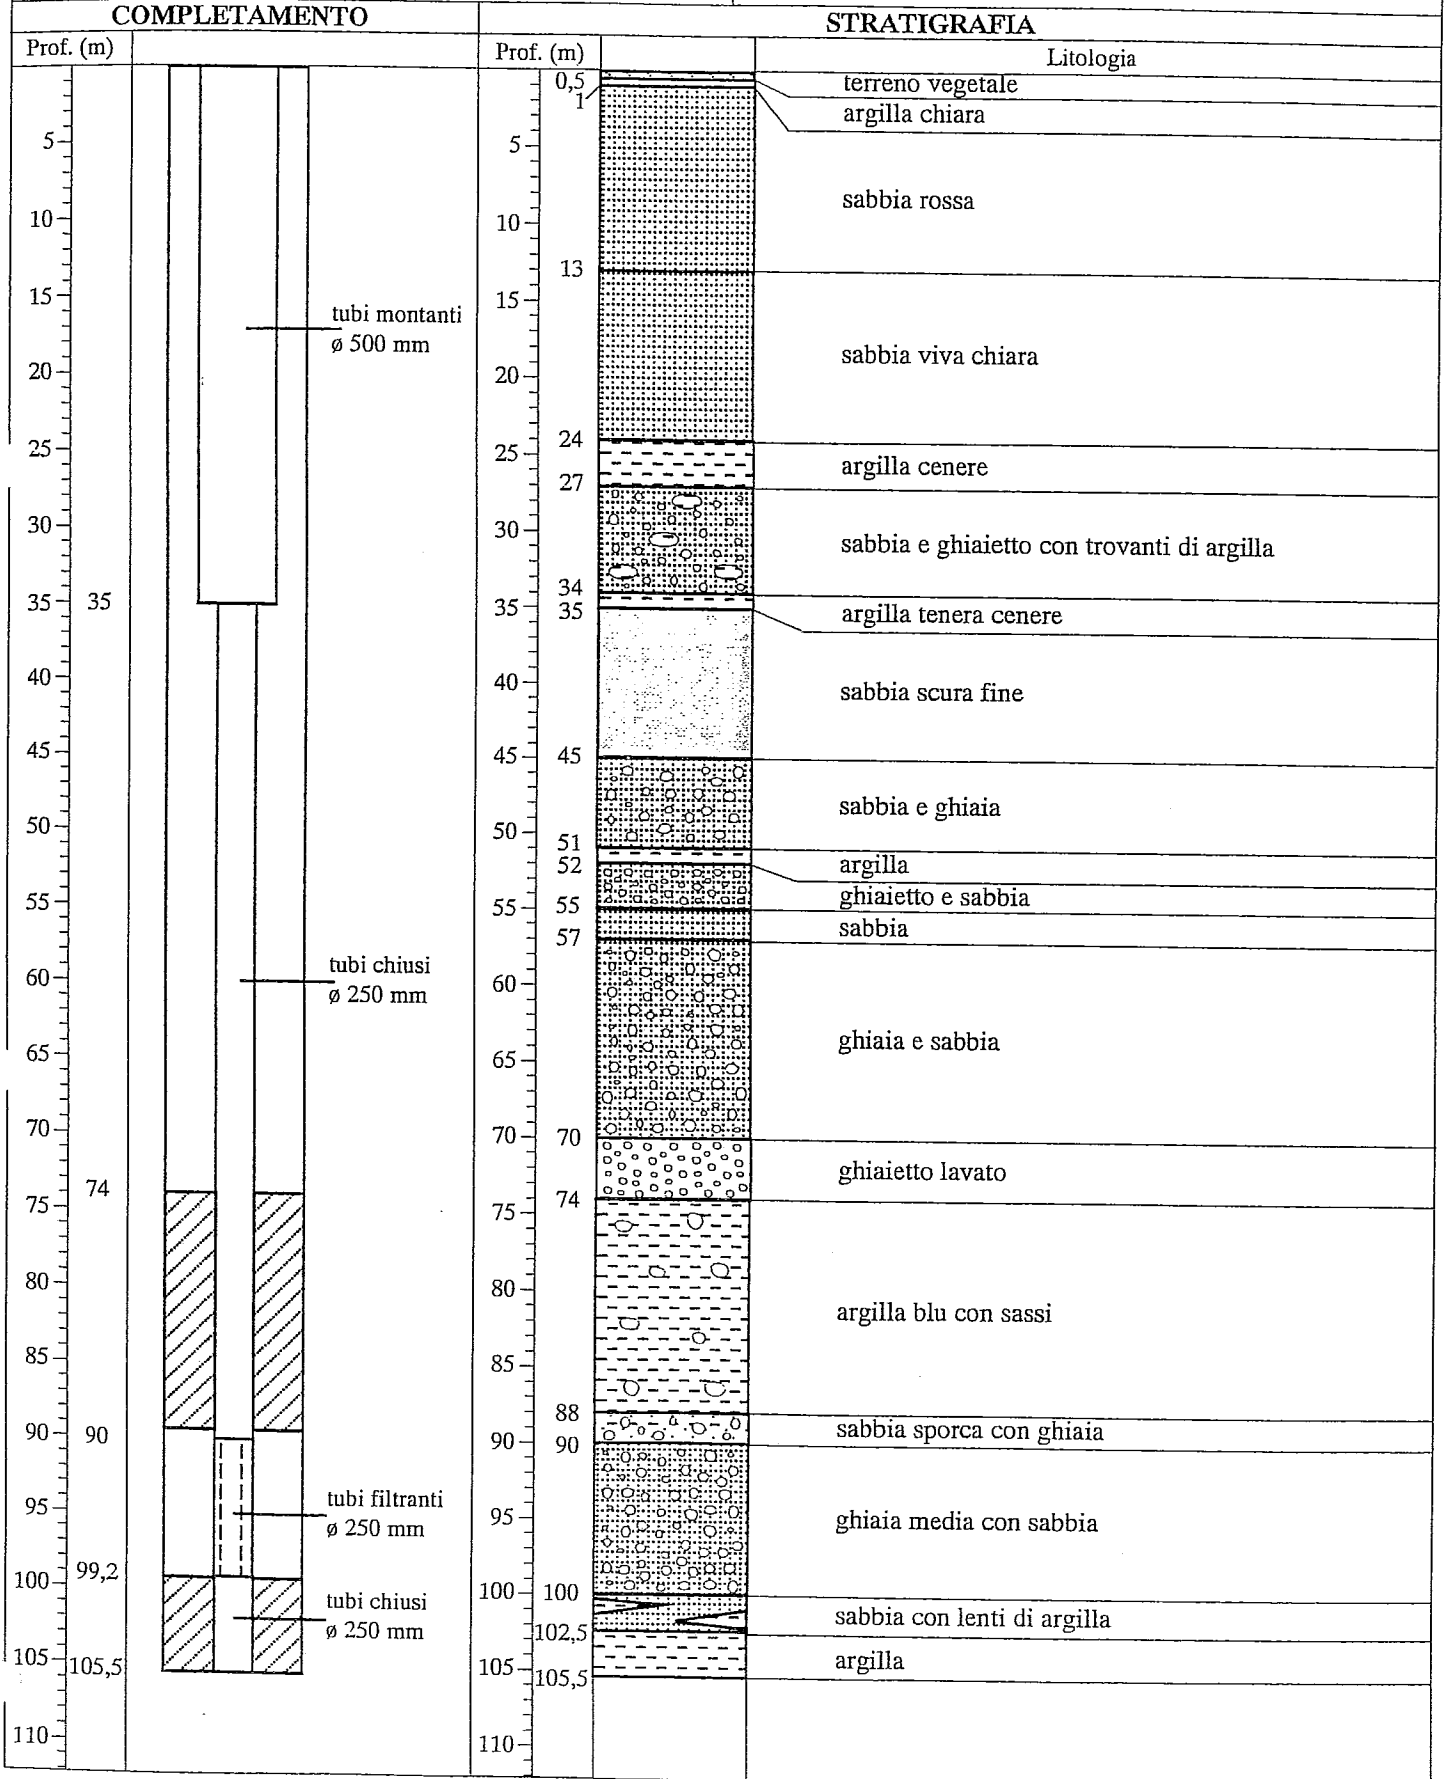 COMPLETAMENTO
Prof. (m)
5
10
15
20
25
30
35
40
45
50
55
60
65
70
75
80
85
90
95
100
105
110
35
74
90
99,2
105,5
tubi montanti
ø 500 mm
tubi chiusi
ø 250 mm
tubi filtranti
ø 250 mm
tubi chiusi
ø 250 mm
STRATIGRAFIA
Prof. (m)
Litologia
5
10
15
20
25
30
35
40
45
50
55
60
65
70
75
80
85
90
95
100
105
110
0,5
1
13
24
27
34
35
45
51
52
55
57
70
74
88
90
100
102,5
105,5
terreno vegetale
argilla chiara
sabbia rossa
sabbia viva chiara
argilla cenere
sabbia e ghiaietto con trovanti di argilla
argilla tenera cenere
sabbia scura fine
sabbia e ghiaia
argilla
ghiaietto e sabbia
sabbia
ghiaia e sabbia
ghiaietto lavato
argilla blu con sassi
sabbia sporca con ghiaia
ghiaia media con sabbia
sabbia con lenti di argilla
argilla